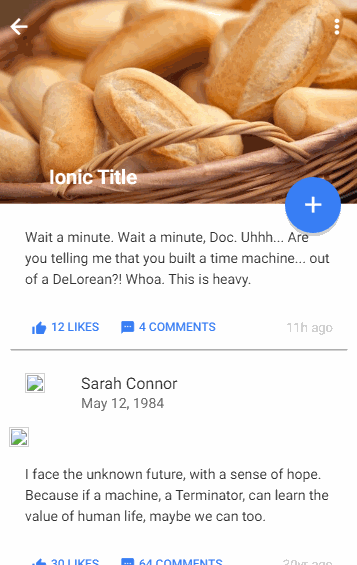 Ionic Title
Wait a minute. Wait a minute, Doc. Uhhh... Are
you telling me that you built a time machine... out
of a DeLorean?! Whoa. This is heavy.
12 LIKES 4 COMMENTS 11h ago
Sarah Connor
May 12, 1984
I face the unknown future, with a sense of hope.
Because if a machine, a Terminator, can learn the
value of human life, maybe we can too.
30 LIKES 64 COMMENTS 20yr ago